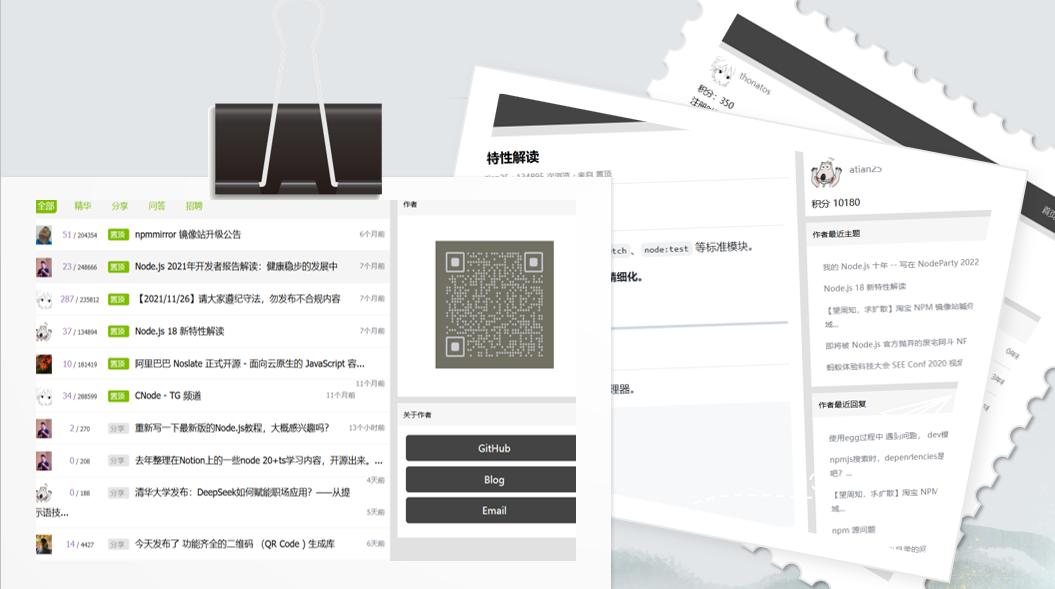 全部 精华 分享 问答 招聘
51 / 204354 置顶 npmmirror 镜像站升级公告 6个月前
23 / 248666 置顶 Node.js 2021年开发者报告解读：健康稳步的发展中 7个月前
287 / 235812 置顶 【2021/11/26】请大家遵纪守法，勿发布不合规内容 7个月前
37 / 134894 置顶 Node.js 18 新特性解读 7个月前
10 / 181419 置顶 阿里巴巴 Noslate 正式开源 - 面向云原生的 JavaScript 容...
11个月前
34 / 288599 置顶 CNode - TG 频道 11个月前
2 / 270 分享 重新写一下最新版的Node.js教程，大概感兴趣吗？ 13个小时前
0 / 208 分享 去年整理在Notion上的一些node 20+ts学习内容，开源出来。...
4天前
0 / 188 分享 清华大学发布：DeepSeek如何赋能职场应用？——从提
示语技... 5天前
14 / 4427 分享 今天发布了 功能齐全的二维码 （QR Code ) 生成库 6天前
作者
关于作者
GitHub
Blog
Email
特性解读
134895 次浏览 · 来自 置顶
tch 、 node:test 等标准模块。
精细化。
理器。
atian25
积分 10180
作者最近主题
我的 Node.js 十年 -- 写在 NodeParty 2022
Node.js 18 新特性解读
【望周知，求扩散】淘宝 NPM 镜像站喊你
域...
即将被 Node.js 官方抛弃的废宅阿斗 NF
蚂蚁体验科技大会 SEE Conf 2020 视频
作者最近回复
使用egg过程中 遇到问题， dev模
npmjs搜索时，dependencies是
吧？...
【望周知，求扩散】淘宝 NPM
域...
npm 源问题
thonatos
积分：350
首页